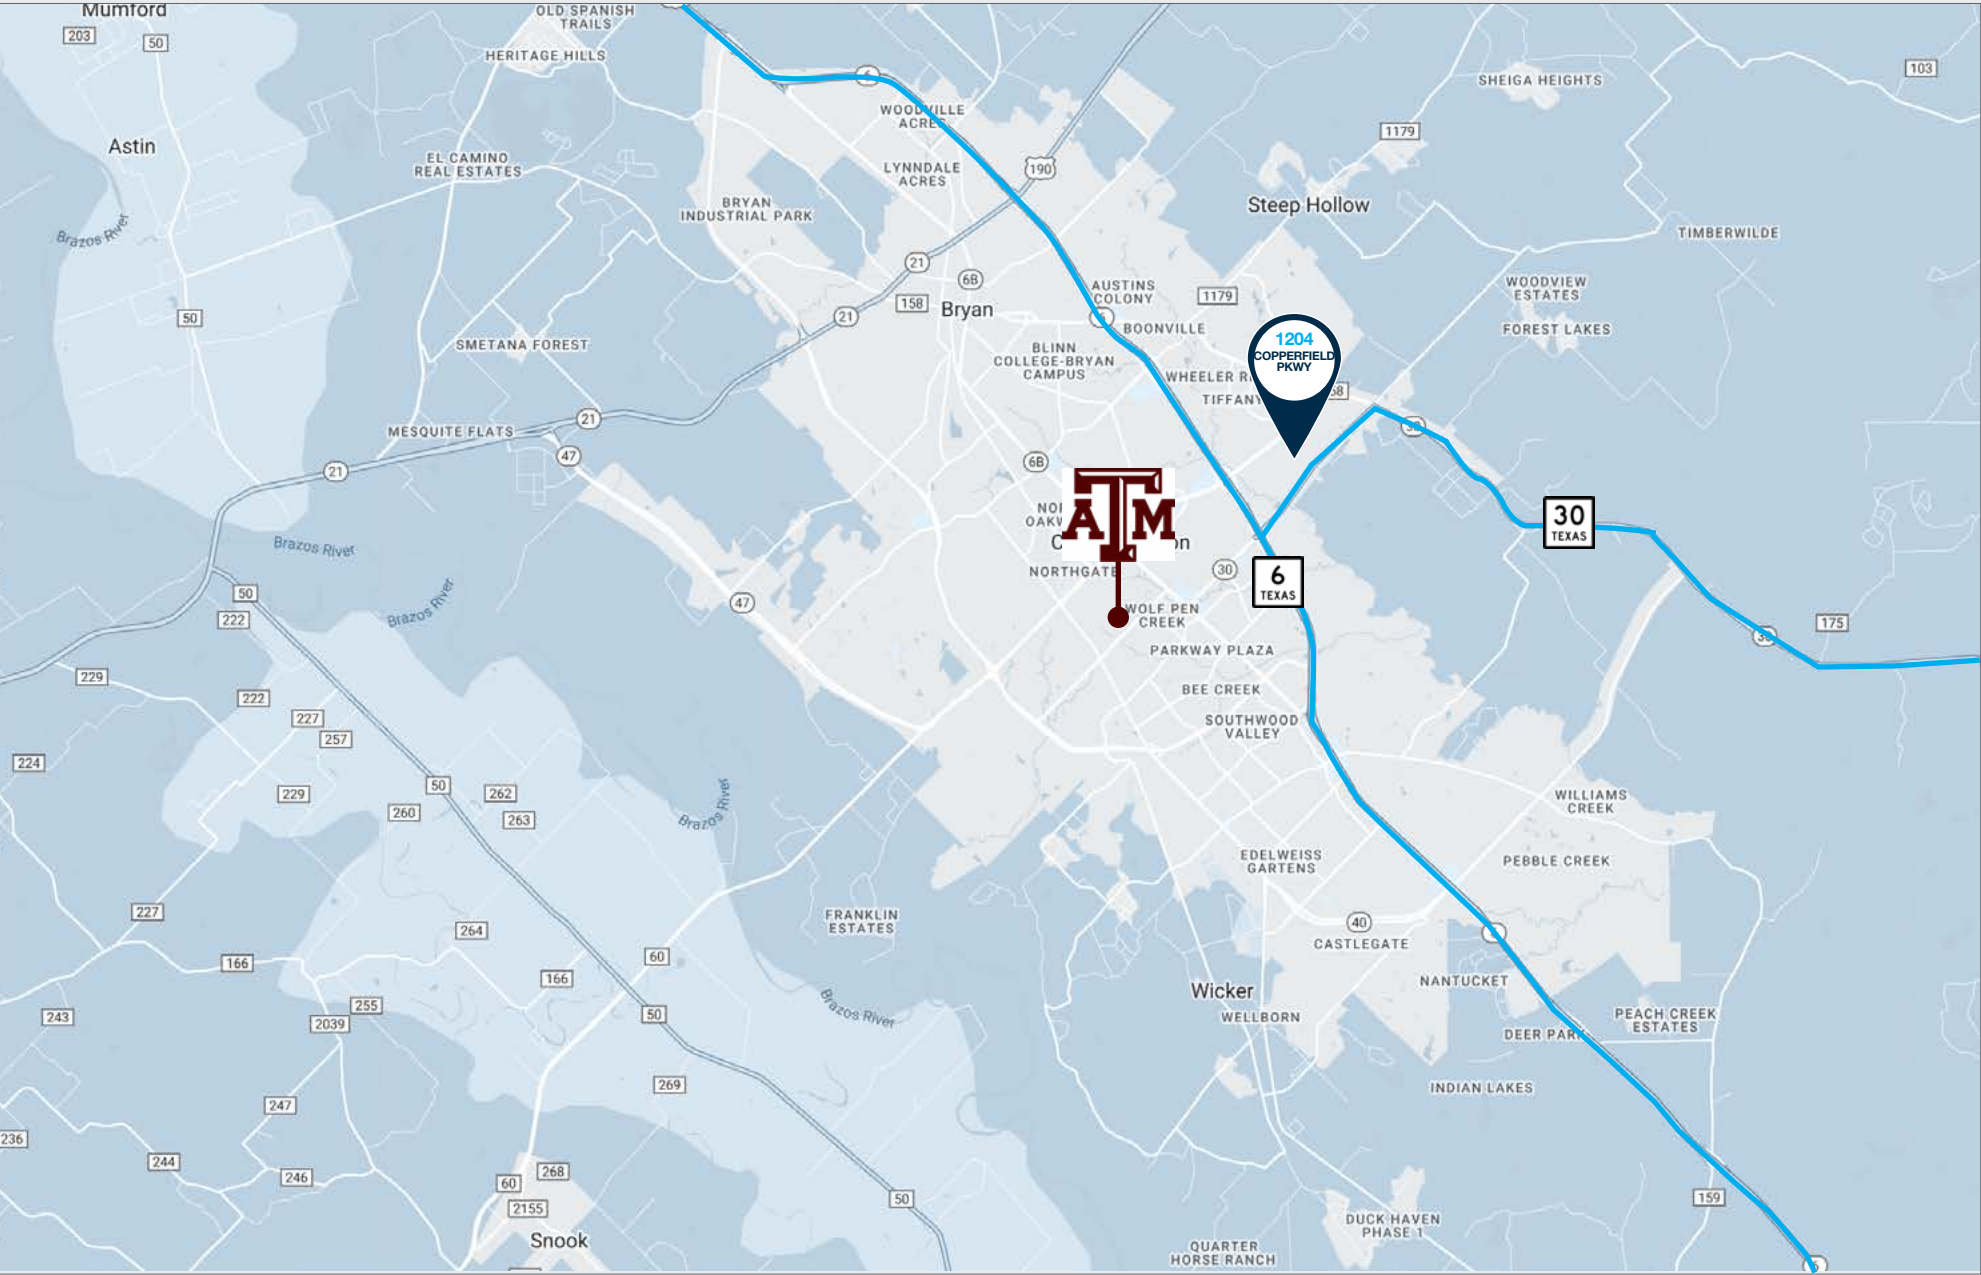 Mumford
203
50
OLD SPANISH
TRAILS
HERITAGE HILLS
6
WOODVILLE
ACRES
SHEIGA HEIGHTS
103
1179
Astin
EL CAMINO
REAL ESTATES
LYNNDALE
ACRES
190
BRYAN
INDUSTRIAL PARK
Steep Hollow
Brazos River
TIMBERWILDE
21
6B
158
Bryan
AUSTINS
COLONY
1179
WOODVIEW
ESTATES
50
21
BOONVILLE
FOREST LAKES
SMETANA FOREST
BLINN
COLLEGE-BRYAN
CAMPUS
1204
COPPERFIELD
PKWY
WHEELER
TIFFANY
MESQUITE FLATS
21
47
21
6B
30
TEXAS
ATM
Brazos River
NORTHGATE
30
6
TEXAS
50
222
Brazos River
47
WOLF PEN
CREEK
175
PARKWAY PLAZA
229
222
BEE CREEK
227
257
SOUTHWOOD
VALLEY
224
229
50
262
260
263
Brazos River
WILLIAMS
CREEK
EDELWEISS
GARTENS
PEBBLE CREEK
227
264
FRANKLIN
ESTATES
40
CASTLEGATE
166
60
166
NANTUCKET
Wicker
243
255
2039
50
Brazos River
WELLBORN
PEACH CREEK
ESTATES
DEER PARK
269
INDIAN LAKES
247
236
244
246
268
60
2155
50
159
Snook
DUCK HAVEN
PHASE 1
QUARTER
HORSE RANCH